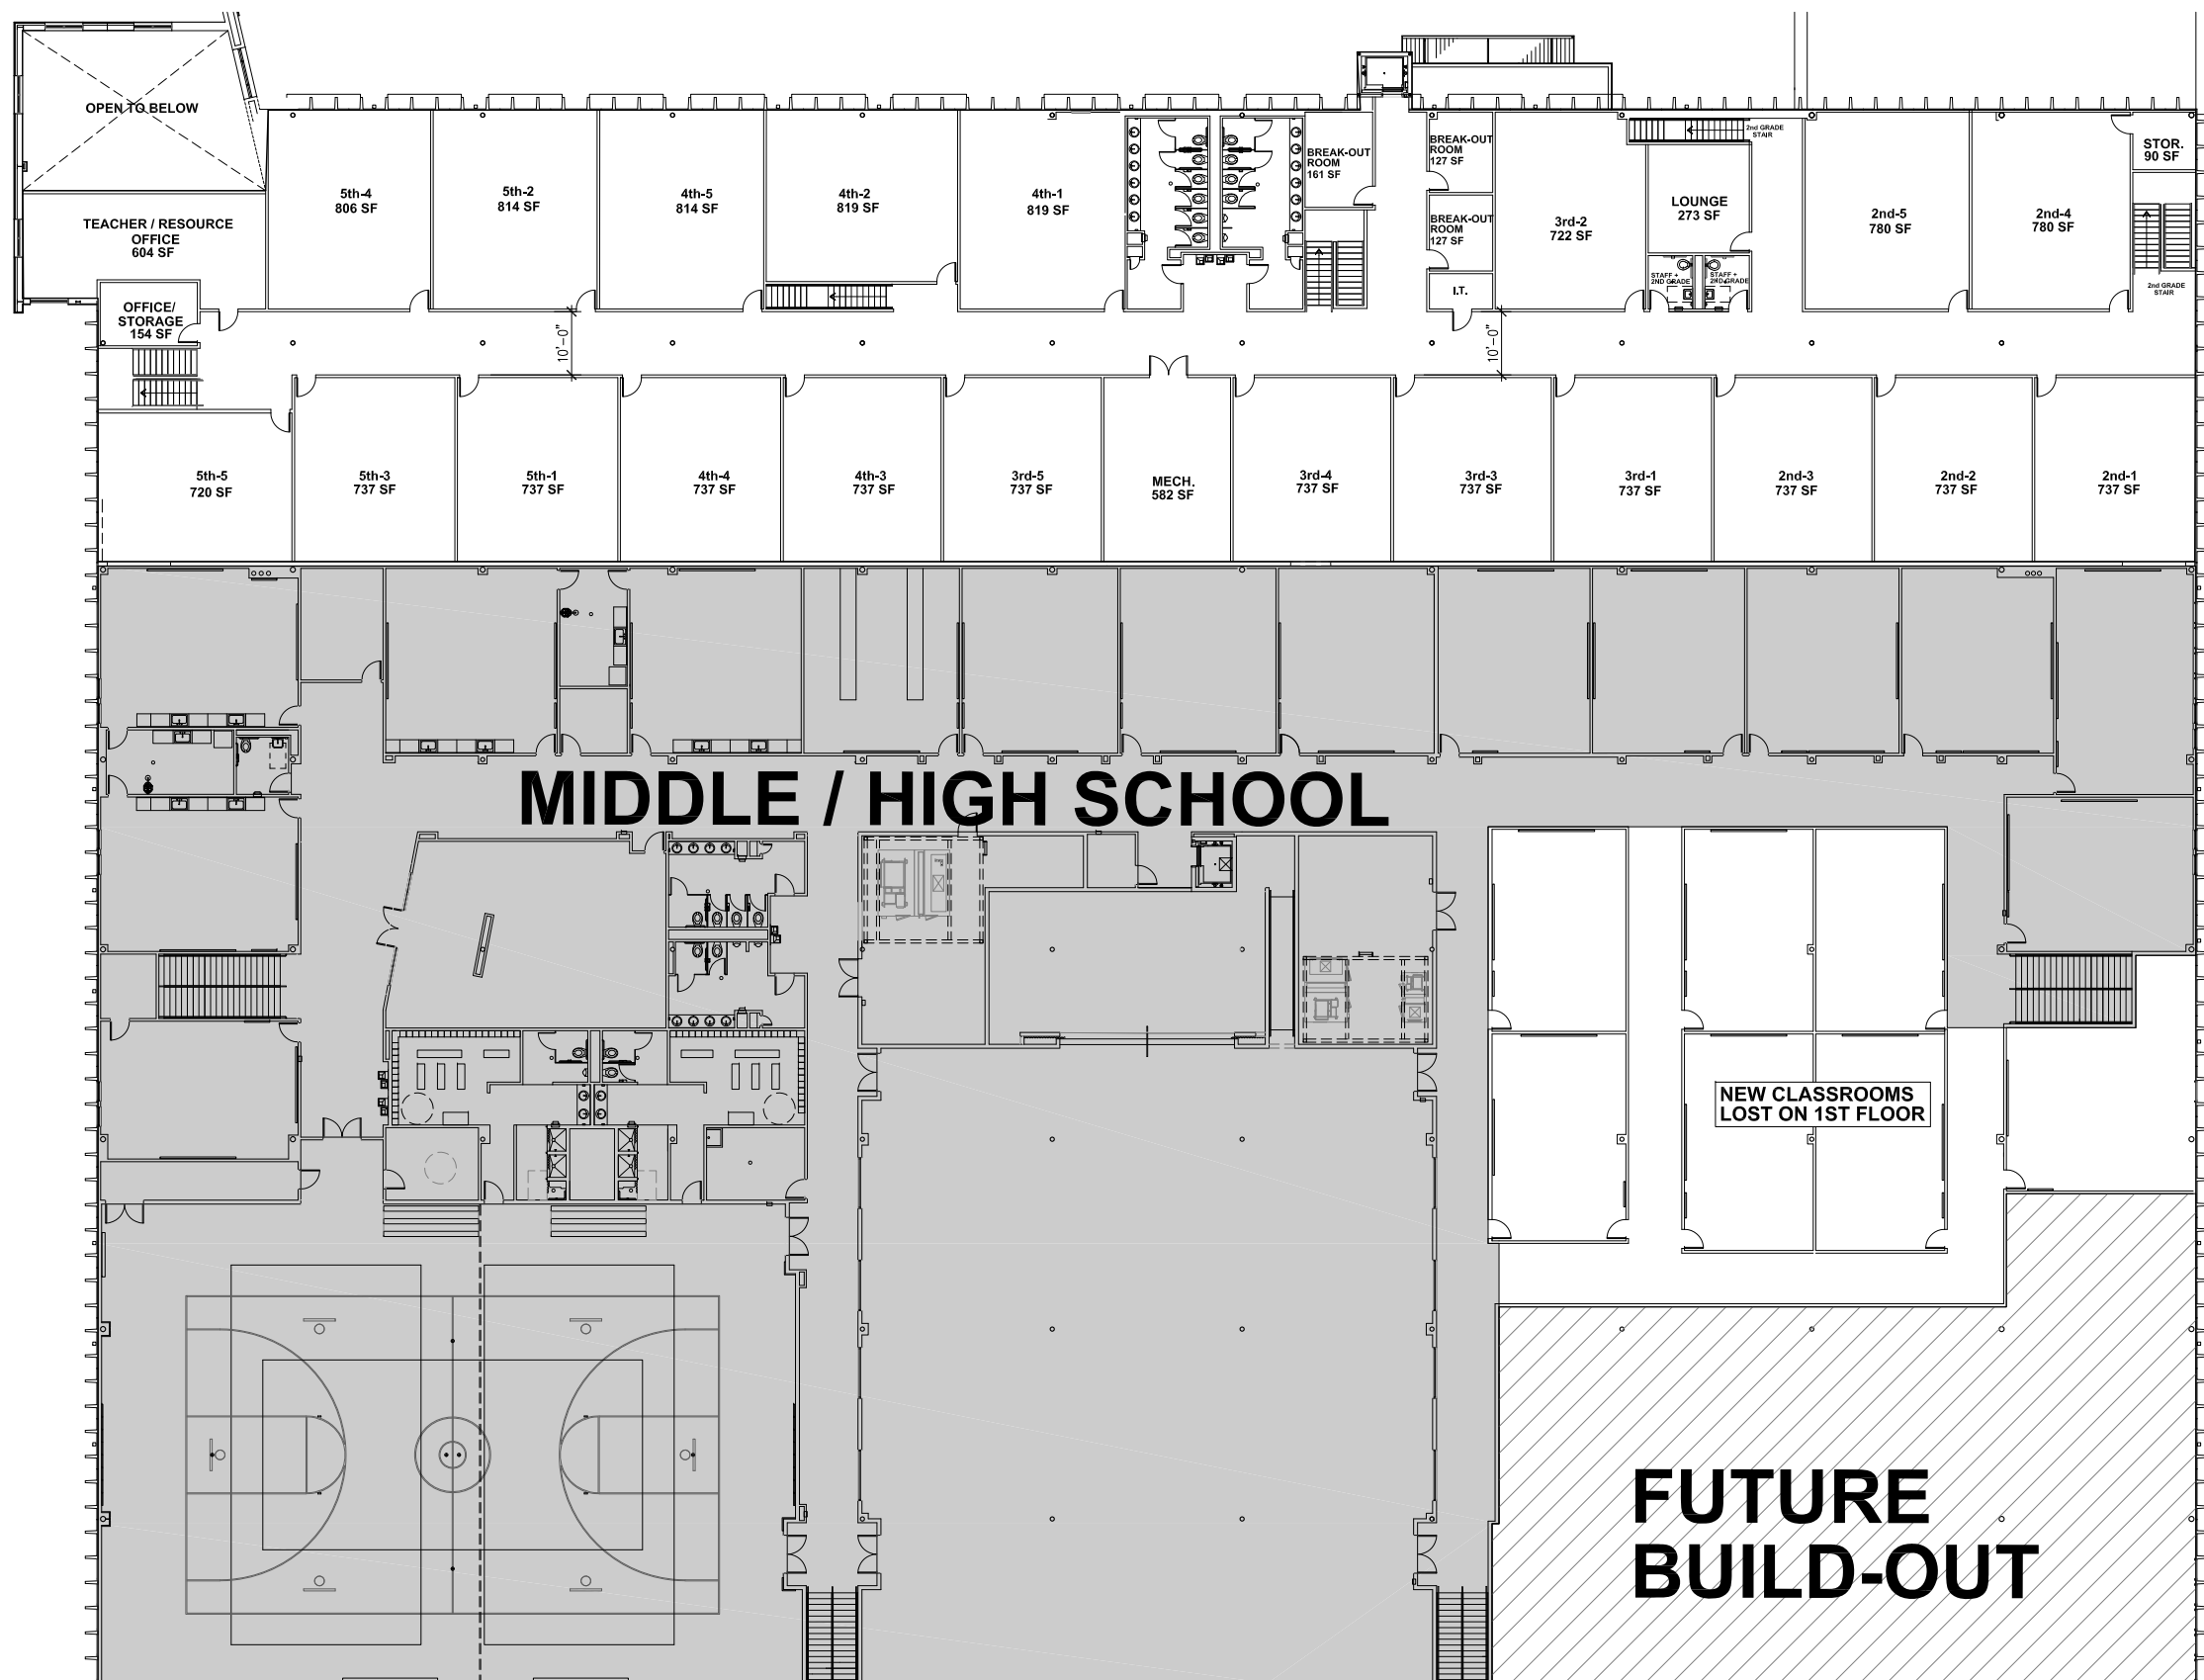 OPEN TO BELOW
TEACHER / RESOURCE
OFFICE
604 SF
OFFICE/
STORAGE
154 SF
5th-4
806 SF
5th-2
814 SF
4th-5
814 SF
4th-2
819 SF
4th-1
819 SF
BREAK-OUT
ROOM
161 SF
BREAK-OUT
ROOM
127 SF
BREAK-OUT
ROOM
127 SF
I.T.
3rd-2
722 SF
2nd GRADE
STAIR
LOUNGE
273 SF
STAFF +
2ND GRADE
STAFF +
2ND GRADE
2nd-5
780 SF
2nd-4
780 SF
STOR.
90 SF
2nd GRADE
STAIR
10'-0"
10'-0"
5th-5
720 SF
5th-3
737 SF
5th-1
737 SF
4th-4
737 SF
4th-3
737 SF
3rd-5
737 SF
MECH.
582 SF
3rd-4
737 SF
3rd-3
737 SF
3rd-1
737 SF
2nd-3
737 SF
2nd-2
737 SF
2nd-1
737 SF
MIDDLE / HIGH SCHOOL
NEW CLASSROOMS
LOST ON 1ST FLOOR
FUTURE
BUILD-OUT